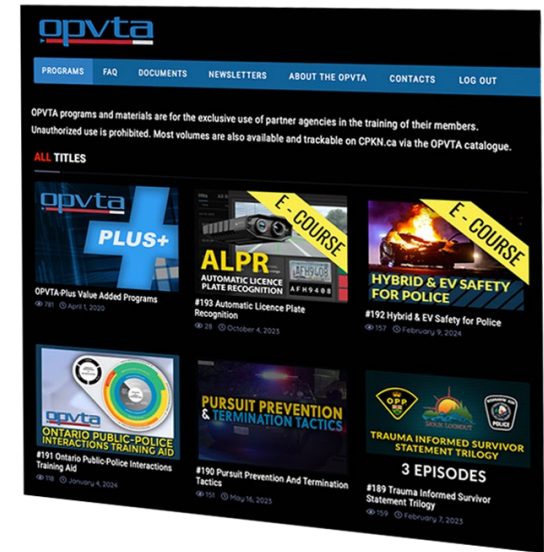 opvta
PROGRAMS FAQ DOCUMENTS NEWSLETTERS ABOUT THE OPVTA CONTACTS LOG OUT
OPVTA programs and materials are for the exclusive use of partner agencies in the training of their members.
Unauthorized use is prohibited. Most volumes are also available and trackable on CPKN.ca via the OPVTA catalogue.
ALL TITLES
opvta
PLUS+
OPVTA-Plus Value Added Programs
781 April 1, 2020
E - COURSE
ALPR
AUTOMATIC LICENCE
PLATE RECOGNITION
AFH9408
AFH9408
#193 Automatic Licence Plate
Recognition
28 October 4, 2023
E - COURSE
HYBRID & EV SAFETY
FOR POLICE
#192 Hybrid & EV Safety for Police
157 February 9, 2024
opvta
ONTARIO PUBLIC-POLICE
INTERACTIONS TRAINING AID
#191 Ontario Public-Police Interactions
Training Aid
118 January 4, 2024
PURSUIT PREVENTION
& TERMINATION TACTICS
#190 Pursuit Prevention And Termination
Tactics
151 May 16, 2023
OPP
SIOUX LOOKOUT
POLICE
TRAUMA INFORMED SURVIVOR
STATEMENT TRILOGY
3 EPISODES
#189 Trauma Informed Survivor
Statement Trilogy
159 February 7, 2023